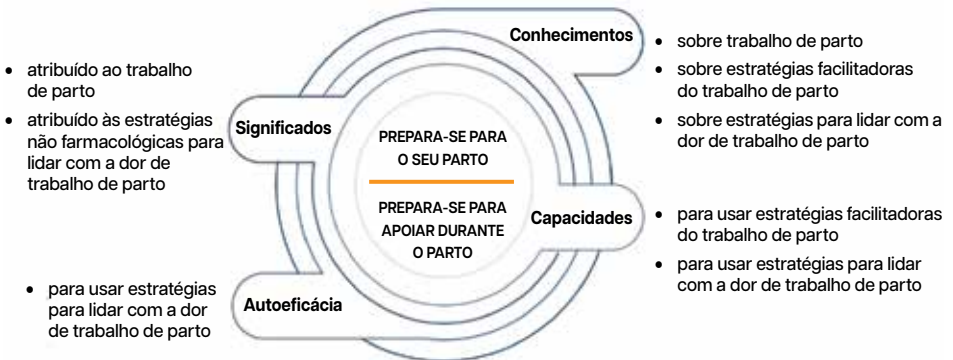 Conhecimentos
• sobre trabalho de parto
• sobre estratégias facilitadoras
do trabalho de parto
• sobre estratégias para lidar com a
dor de trabalho de parto
• atribuído ao trabalho
de parto
• atribuído às estratégias
não farmacológicas para
lidar com a dor de
trabalho de parto
Significados
PREPARA-SE PARA
O SEU PARTO
PREPARA-SE PARA
APOIAR DURANTE
O PARTO
Capacidades
• para usar estratégias facilitadoras
do trabalho de parto
• para usar estratégias para lidar
com a dor de trabalho de parto
Autoeficácia
• para usar estratégias
para lidar com a dor
de trabalho de parto